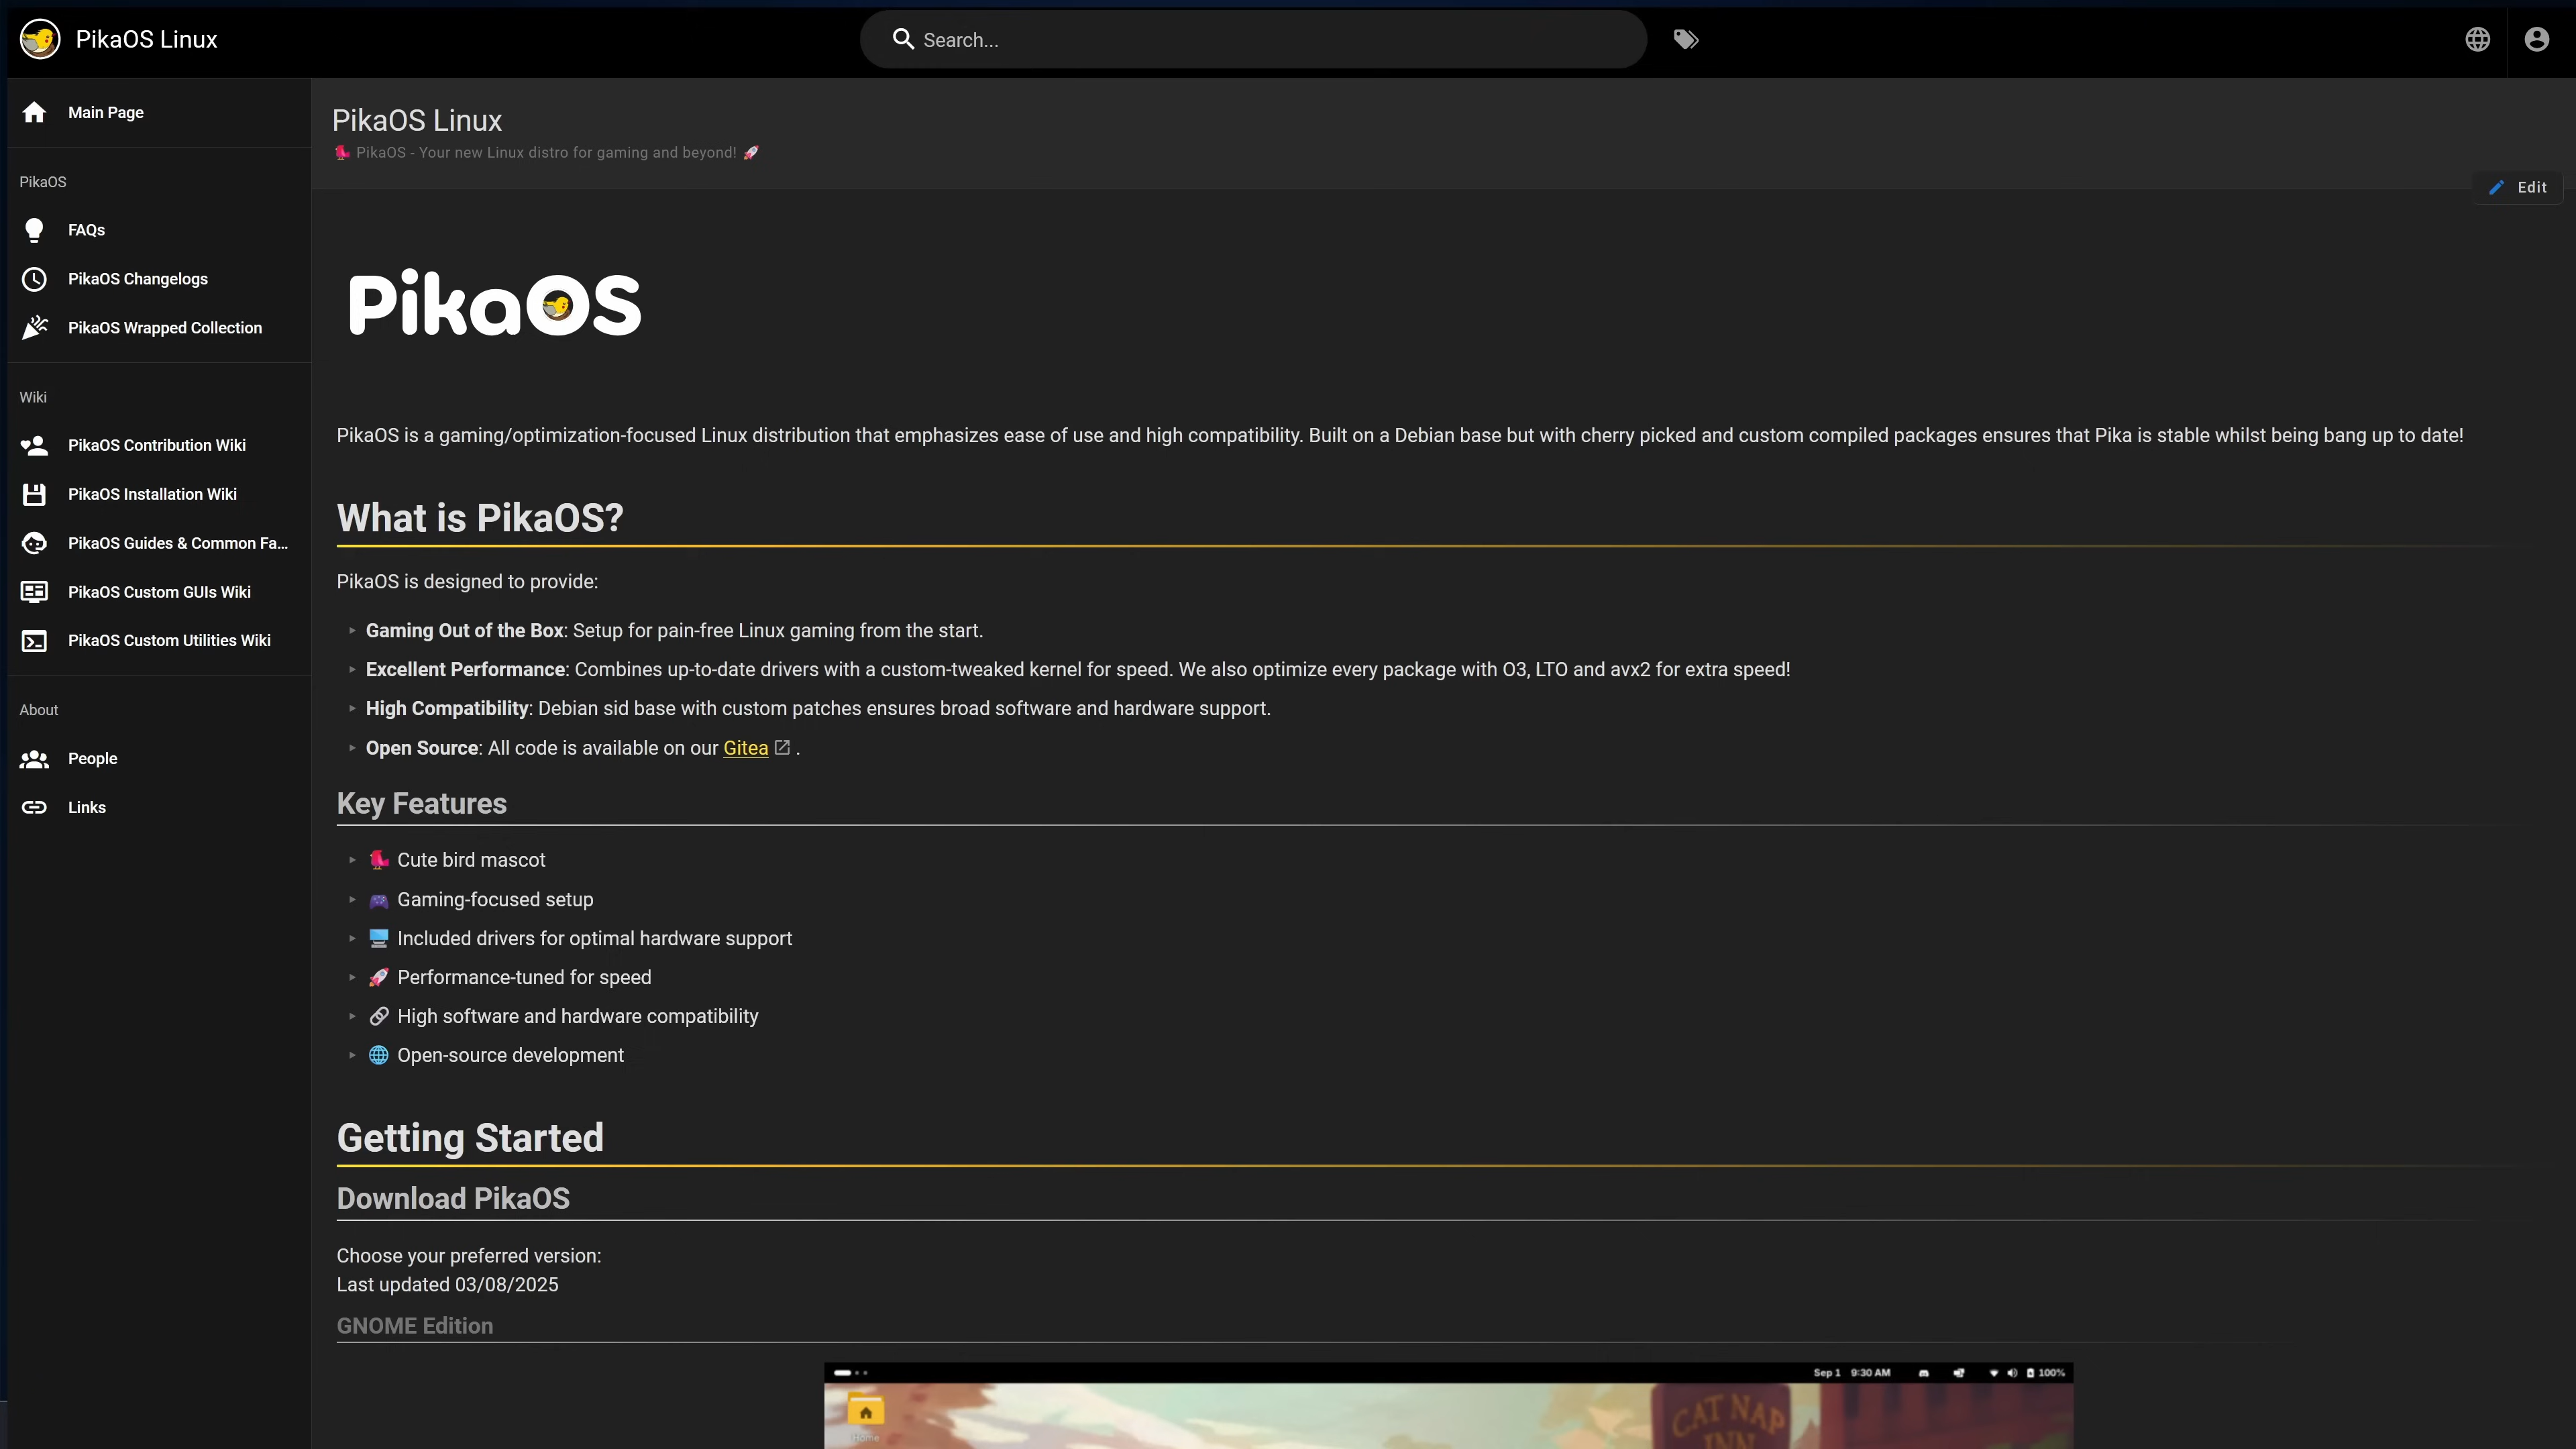 PikaOS Linux
Search...
Main Page
PikaOS
FAQs
PikaOS Changelogs
PikaOS Wrapped Collection
Wiki
PikaOS Contribution Wiki
PikaOS Installation Wiki
PikaOS Guides & Common Fa...
PikaOS Custom GUIs Wiki
PikaOS Custom Utilities Wiki
About
People
Links
PikaOS Linux
PikaOS - Your new Linux distro for gaming and beyond!
Edit
PikaOS
PikaOS is a gaming/optimization-focused Linux distribution that emphasizes ease of use and high compatibility. Built on a Debian base but with cherry picked and custom compiled packages ensures that Pika is stable whilst being bang up to date!
What is PikaOS?
PikaOS is designed to provide:
Gaming Out of the Box: Setup for pain-free Linux gaming from the start.
Excellent Performance: Combines up-to-date drivers with a custom-tweaked kernel for speed. We also optimize every package with O3, LTO and avx2 for extra speed!
High Compatibility: Debian sid base with custom patches ensures broad software and hardware support.
Open Source: All code is available on our Gitea .
Key Features
Cute bird mascot
Gaming-focused setup
Included drivers for optimal hardware support
Performance-tuned for speed
High software and hardware compatibility
Open-source development
Getting Started
Download PikaOS
Choose your preferred version:
Last updated 03/08/2025
GNOME Edition
Sep 1 9:30 AM 100%
Home
CAT NAP
INN